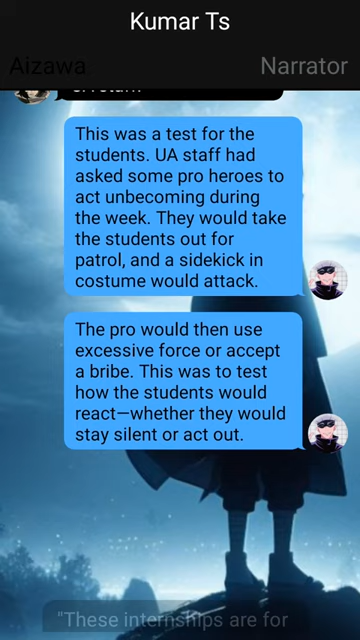 Kumar Ts
Aizawa
Narrator
This was a test for the
students. UA staff had
asked some pro heroes to
act unbecoming during
the week. They would take
the students out for
patrol, and a sidekick in
costume would attack.
The pro would then use
excessive force or accept
a bribe. This was to test
how the students would
react—whether they would
stay silent or act out.
"These internships are for